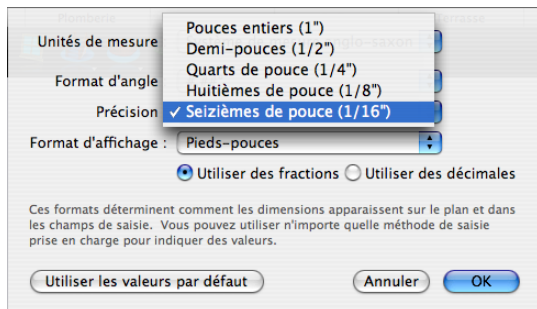 Plomberie
Terrasse
Pouces entiers (1")
Unités de mesure
Demi-pouces (1/2")
anglo-saxon
Quarts de pouce (1/4")
Format d'angle
Huitièmes de pouce (1/8")
Précision
✓ Seizièmes de pouce (1/16")
Format d'affichage : Pieds-pouces
Utiliser des fractions Utiliser des décimales
Ces formats déterminent comment les dimensions apparaissent sur le plan et dans
les champs de saisie. Vous pouvez utiliser n'importe quelle méthode de saisie
prise en charge pour indiquer des valeurs.
Utiliser les valeurs par défaut Annuler OK